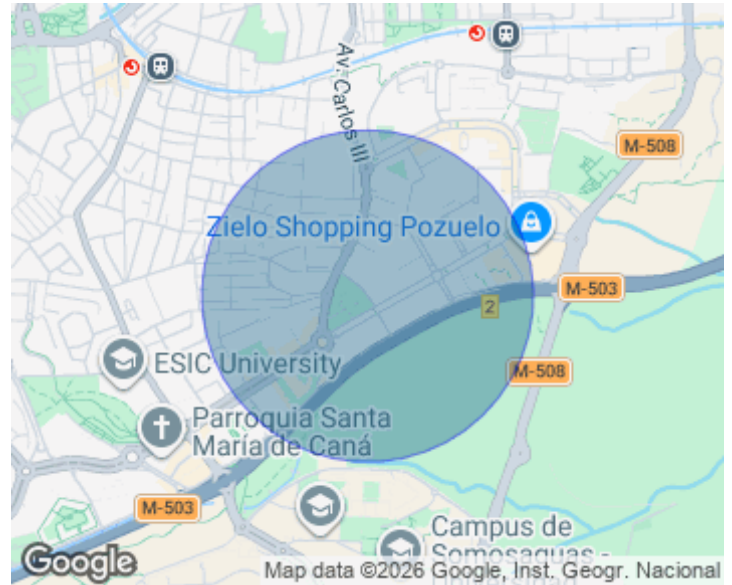 Av. Carlos III
M-508
Zielo Shopping Pozuelo
M-503
2
ESIC University
M-508
Parroquia Santa
María de Caná
M-503
Campus de
Somosaguas -
Google
Map data ©2026 Google, Inst. Geogr. Nacional